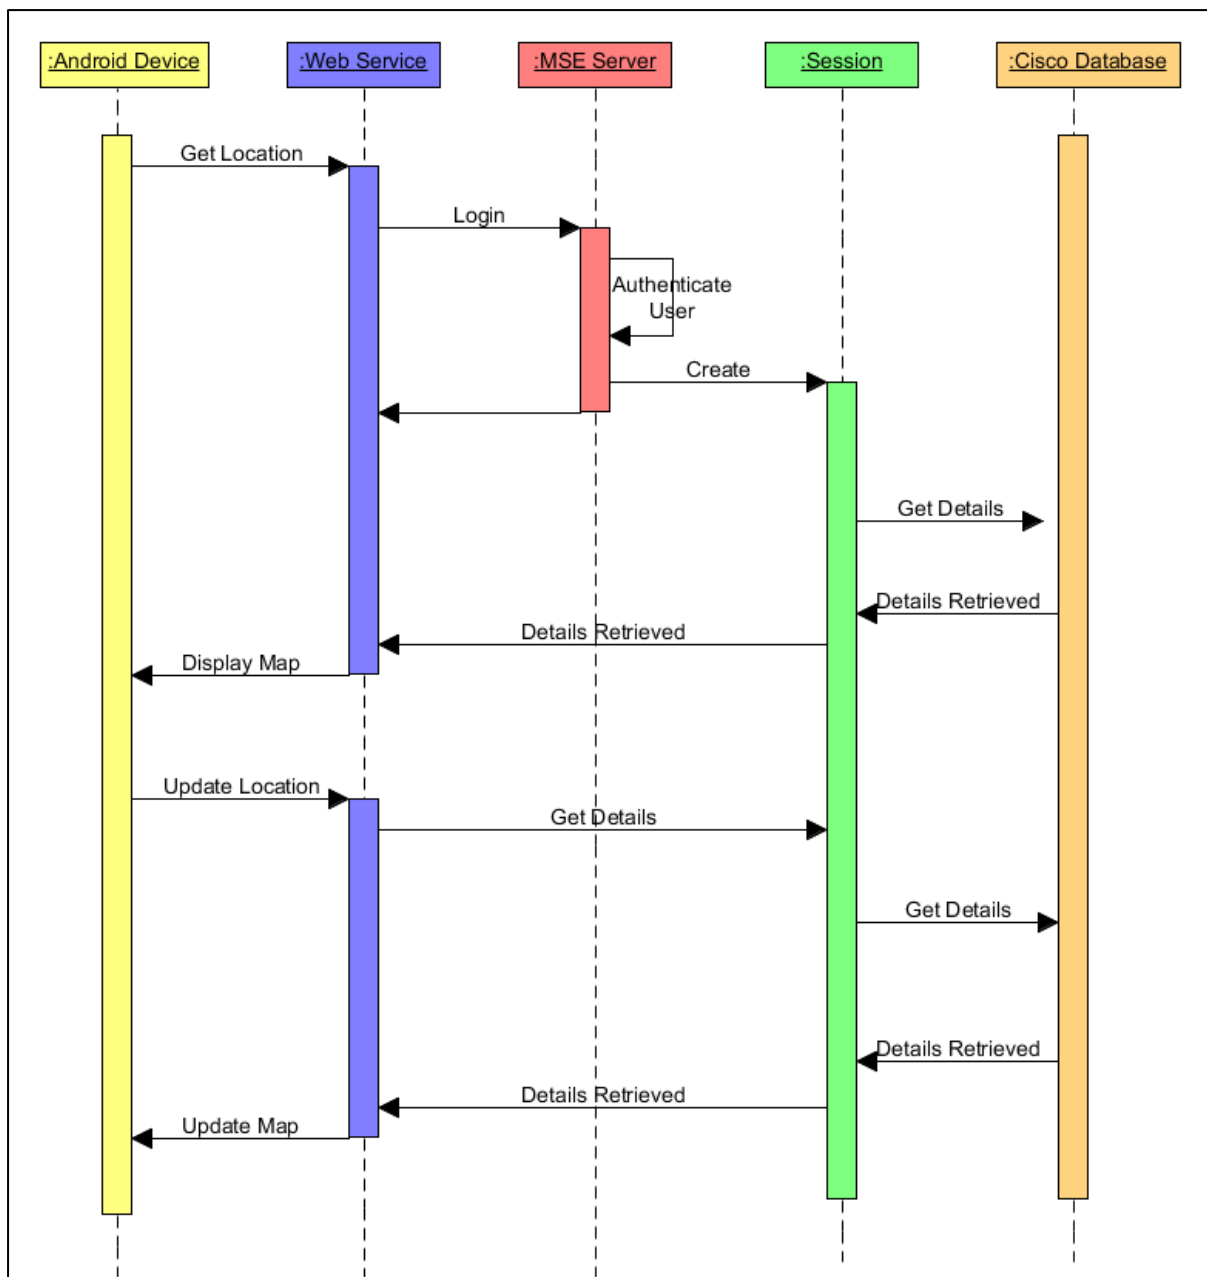 :Android Device
:Web Service
:MSE Server
:Session
:Cisco Database
Get Location
Login
Authenticate
User
Create
Get Details
Details Retrieved
Details Retrieved
Display Map
Update Location
Get Details
Get Details
Details Retrieved
Details Retrieved
Update Map